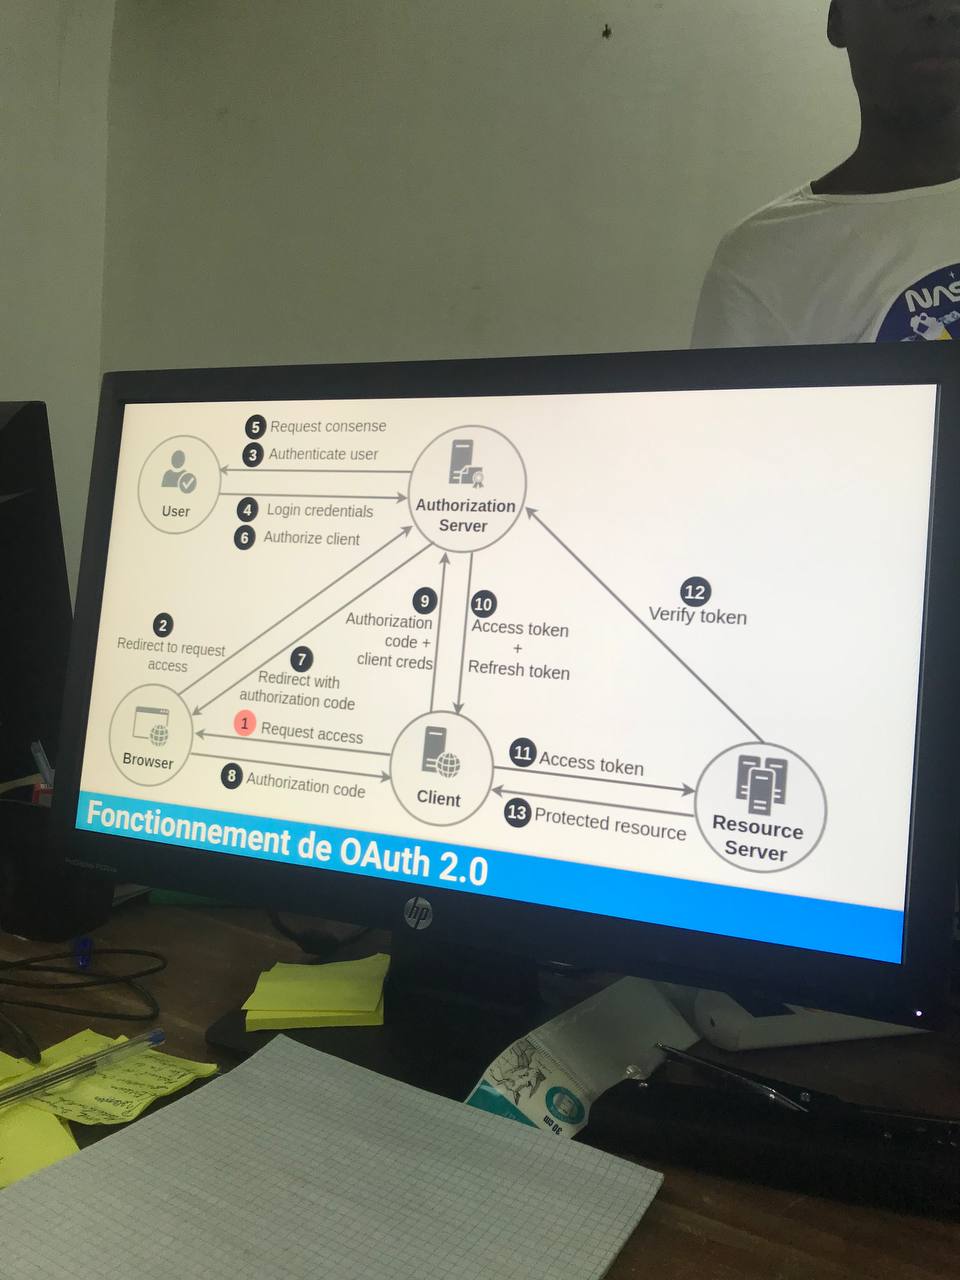 NAS
5 Request consense
3 Authenticate user
User
4 Login credentials
6 Authorize client
Authorization
Server
2
Redirect to request
access
7
Redirect with
authorization code
9
Authorization
code +
client creds
10
Access token
+
Refresh token
12
Verify token
1 Request access
Browser
8 Authorization code
Client
11 Access token
13 Protected resource
Resource
Server
Fonctionnement de OAuth 2.0
hp
30 cm